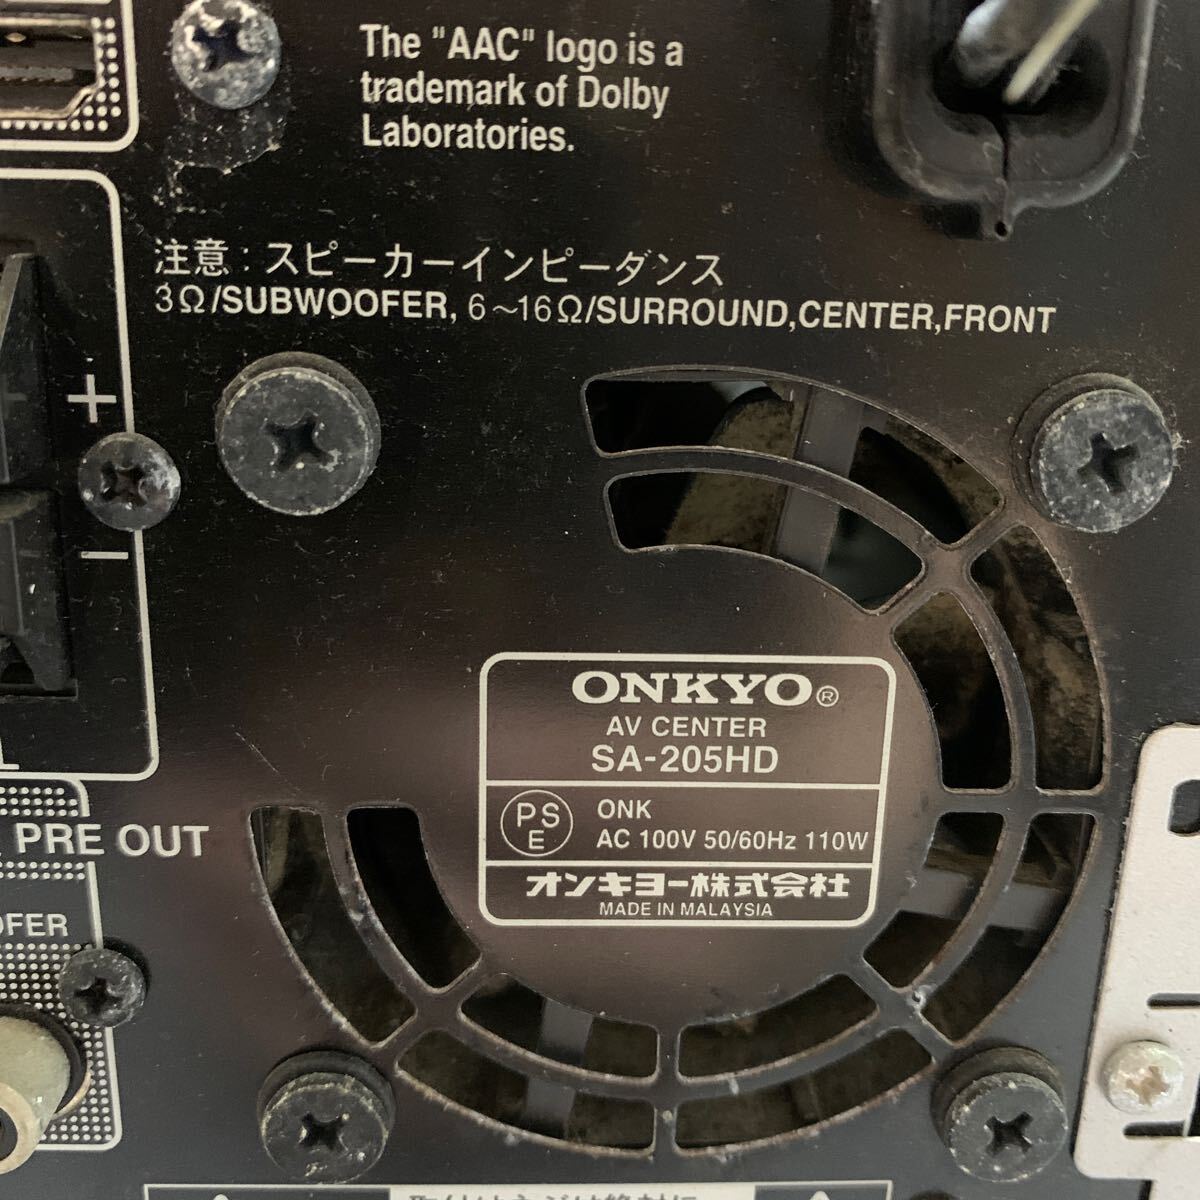 The "AAC" logo is a
trademark of Dolby
Laboratories.
注意：スピーカーインピーダンス
3Ω/SUBWOOFER, 6～16Ω/SURROUND,CENTER,FRONT
+
−
PRE OUT
OFER
ONKYO®
AV CENTER
SA-205HD
PSE
ONK
AC 100V 50/60Hz 110W
オンキヨー株式会社
MADE IN MALAYSIA